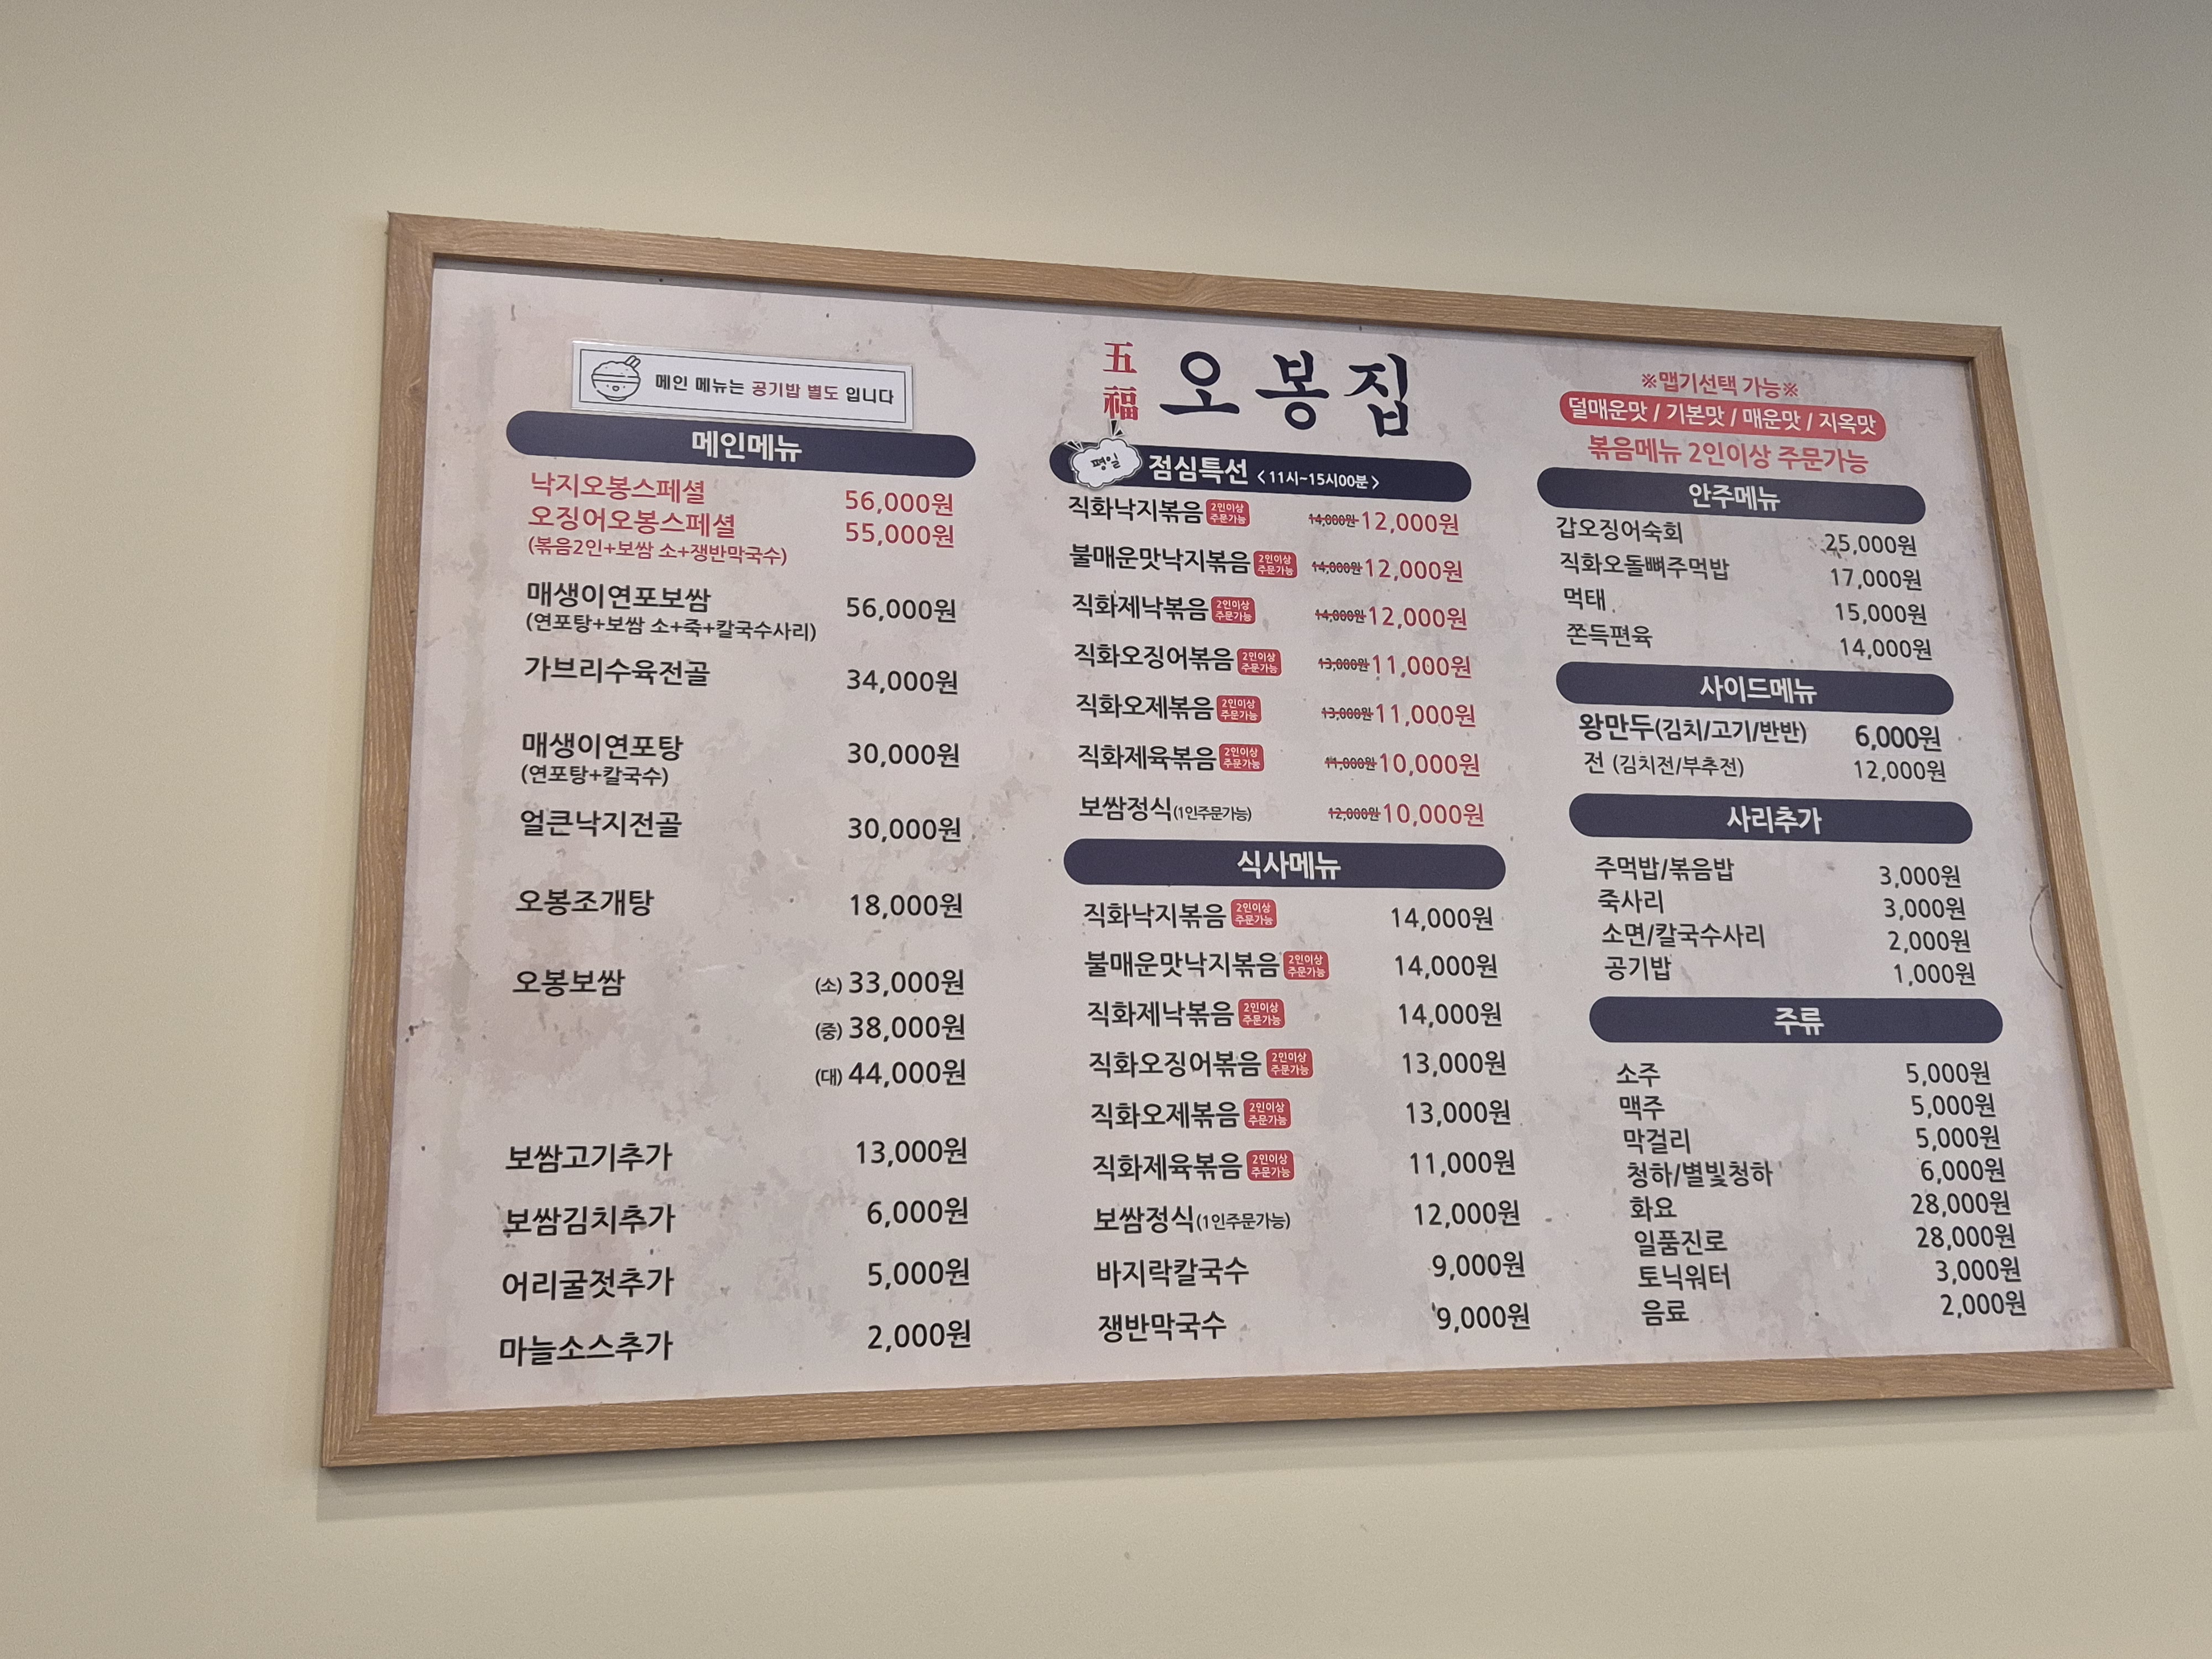 메인 메뉴는 공기밥 별도 입니다
메인메뉴
낙지오봉스페셜 56,000원
오징어오봉스페셜 55,000원
(볶음2인+보쌈 소+쟁반막국수)
매생이연포보쌈 56,000원
(연포탕+보쌈 소+죽+칼국수사리)
가브리수육전골 34,000원
매생이연포탕 30,000원
(연포탕+칼국수)
얼큰낙지전골 30,000원
오봉조개탕 18,000원
오봉보쌈 (소) 33,000원
(중) 38,000원
(대) 44,000원
보쌈고기추가 13,000원
보쌈김치추가 6,000원
어리굴젓추가 5,000원
마늘소스추가 2,000원
五福 오봉집
평일 점심특선 < 11시~15시00분 >
직화낙지볶음 2인이상 주문가능 14,000원 12,000원
불매운맛낙지볶음 2인이상 주문가능 14,000원 12,000원
직화제낙볶음 2인이상 주문가능 14,000원 12,000원
직화오징어볶음 2인이상 주문가능 13,000원 11,000원
직화오제볶음 2인이상 주문가능 13,000원 11,000원
직화제육볶음 2인이상 주문가능 11,000원 10,000원
보쌈정식(1인주문가능) 12,000원 10,000원
식사메뉴
직화낙지볶음 2인이상 주문가능 14,000원
불매운맛낙지볶음 2인이상 주문가능 14,000원
직화제낙볶음 2인이상 주문가능 14,000원
직화오징어볶음 2인이상 주문가능 13,000원
직화오제볶음 2인이상 주문가능 13,000원
직화제육볶음 2인이상 주문가능 11,000원
보쌈정식(1인주문가능) 12,000원
바지락칼국수 9,000원
쟁반막국수 9,000원
※맵기선택 가능※
덜매운맛 / 기본맛 / 매운맛 / 지옥맛
볶음메뉴 2인이상 주문가능
안주메뉴
갑오징어숙회 25,000원
직화오돌뼈주먹밥 17,000원
먹태 15,000원
쫀득편육 14,000원
사이드메뉴
왕만두(김치/고기/반반) 6,000원
전 (김치전/부추전) 12,000원
사리추가
주먹밥/볶음밥 3,000원
죽사리 3,000원
소면/칼국수사리 2,000원
공기밥 1,000원
주류
소주 5,000원
맥주 5,000원
막걸리 5,000원
청하/별빛청하 6,000원
화요 28,000원
일품진로 28,000원
토닉워터 3,000원
음료 2,000원